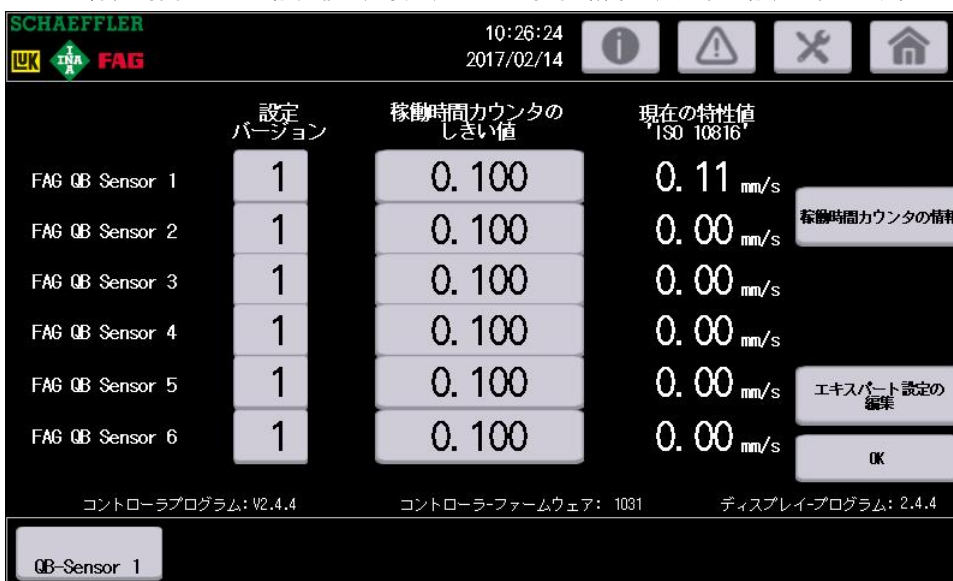 SCHAEFFLER
LUK INA FAG
10:26:24
2017/02/14
設定
バージョン
稼働時間カウンタの
しきい値
現在の特性値
'ISO 10816'
FAG QB Sensor 1 1 0.100 0.11 mm/s
稼働時間カウンタの情報
FAG QB Sensor 2 1 0.100 0.00 mm/s
FAG QB Sensor 3 1 0.100 0.00 mm/s
FAG QB Sensor 4 1 0.100 0.00 mm/s
FAG QB Sensor 5 1 0.100 0.00 mm/s
エキスパート設定の
編集
FAG QB Sensor 6 1 0.100 0.00 mm/s
OK
コントローラプログラム: V2.4.4 コントローラ-ファームウェア: 1031 ディスプレイ-プログラム: 2.4.4
QB-Sensor 1